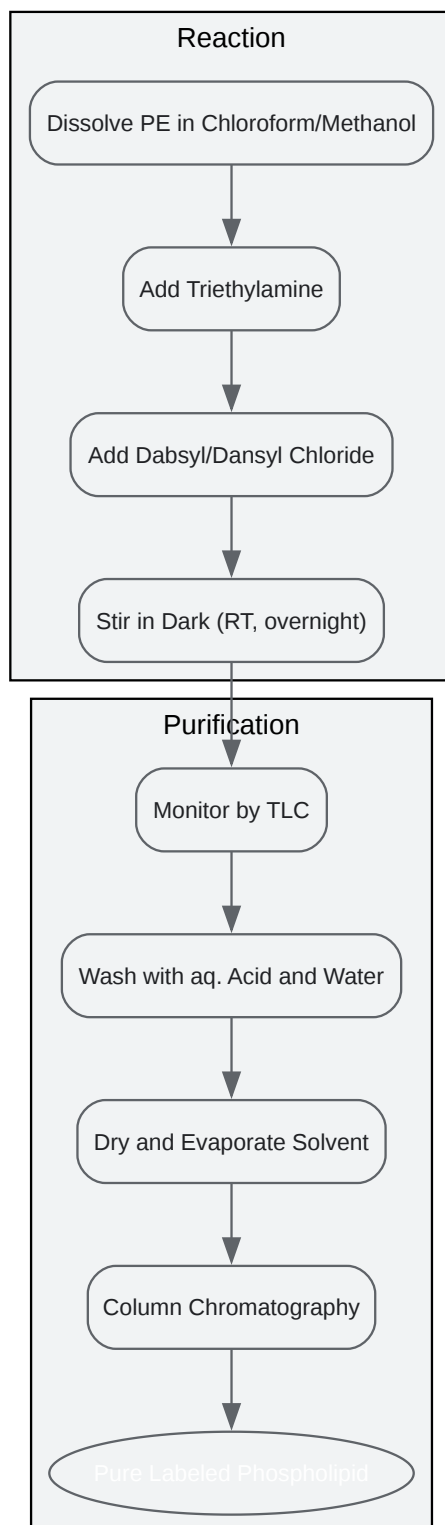 Reaction
Dissolve PE in Chloroform/Methanol
Add Triethylamine
Add Dabsyl/Dansyl Chloride
Stir in Dark (RT, overnight)
Purification
Monitor by TLC
Wash with aq. Acid and Water
Dry and Evaporate Solvent
Column Chromatography
Pure Labeled Phospholipid